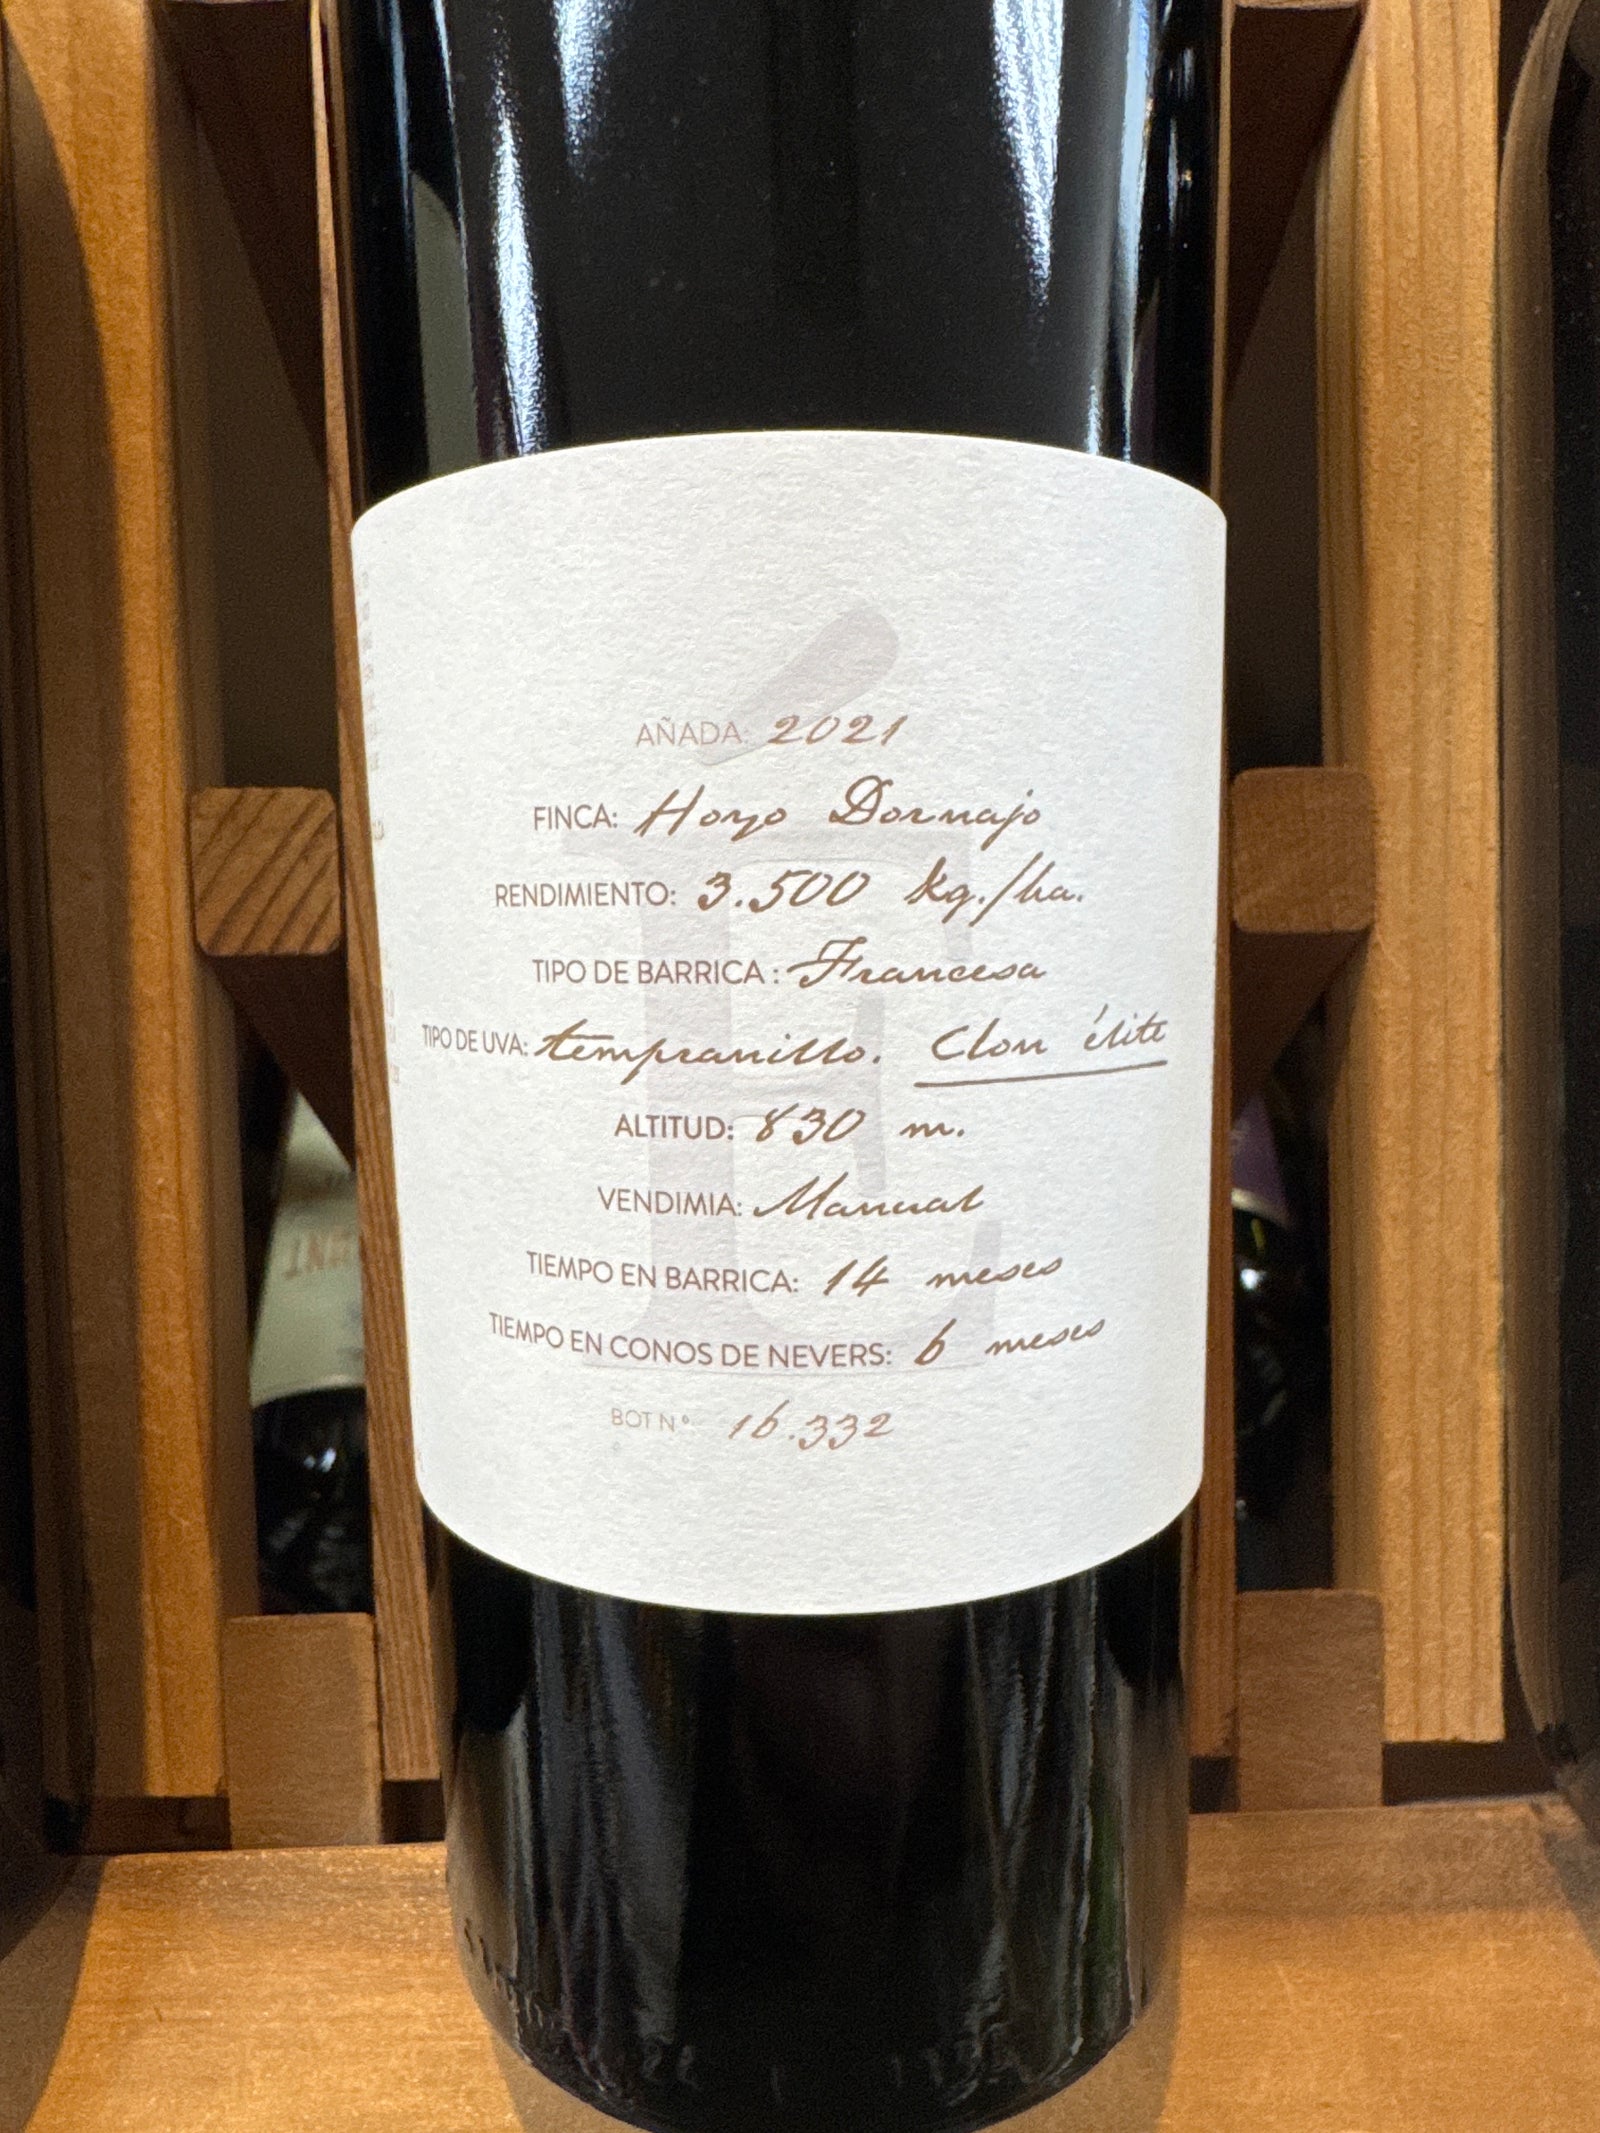 AÑADA: 2021
FINCA: Hoyo Dornajo
RENDIMIENTO: 3.500 kg./ha.
TIPO DE BARRICA: Francesa
TIPO DE UVA: tempranillo. Clon élite
ALTITUD: 830 m.
VENDIMIA: Manual
TIEMPO EN BARRICA: 14 meses
TIEMPO EN CONOS DE NEVERS: 6 meses
BOT Nº 16.332
É